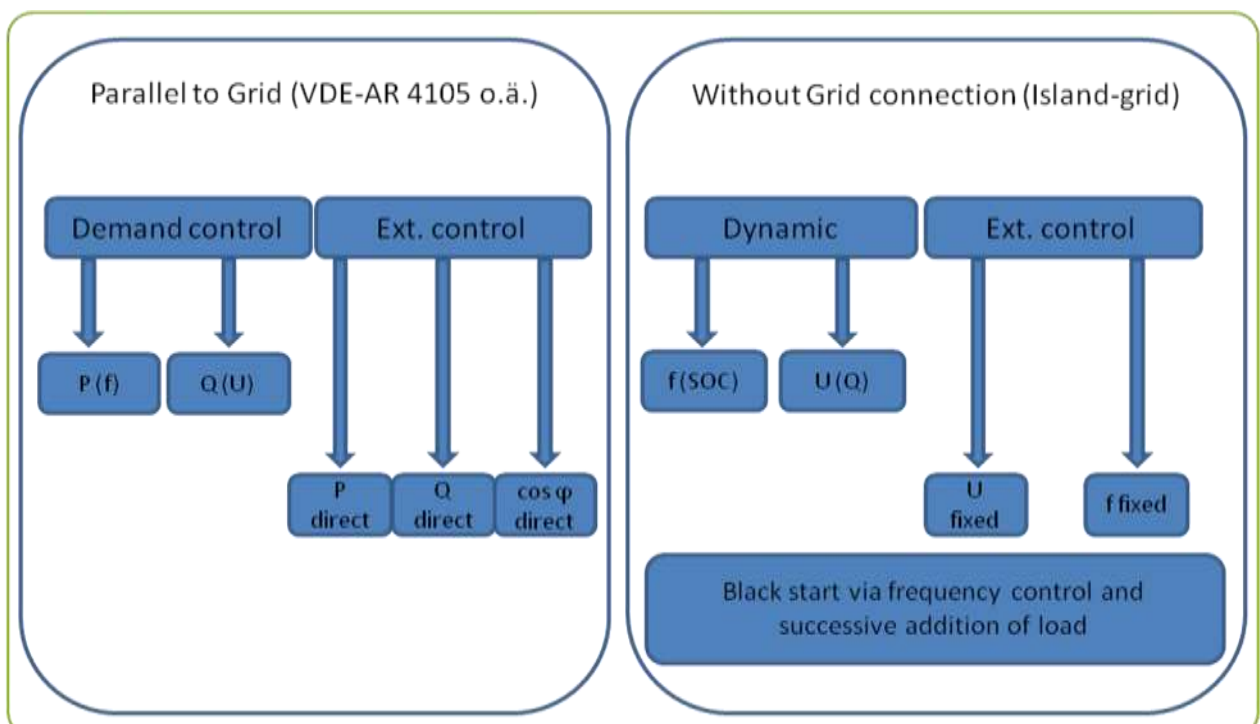 Parallel to Grid (VDE-AR 4105 o.ä.)
Demand control
Ext. control
P (f)
Q (U)
P
direct
Q
direct
cos φ
direct
Without Grid connection (Island-grid)
Dynamic
Ext. control
f(SOC)
U (Q)
U
fixed
f fixed
Black start via frequency control and
successive addition of load